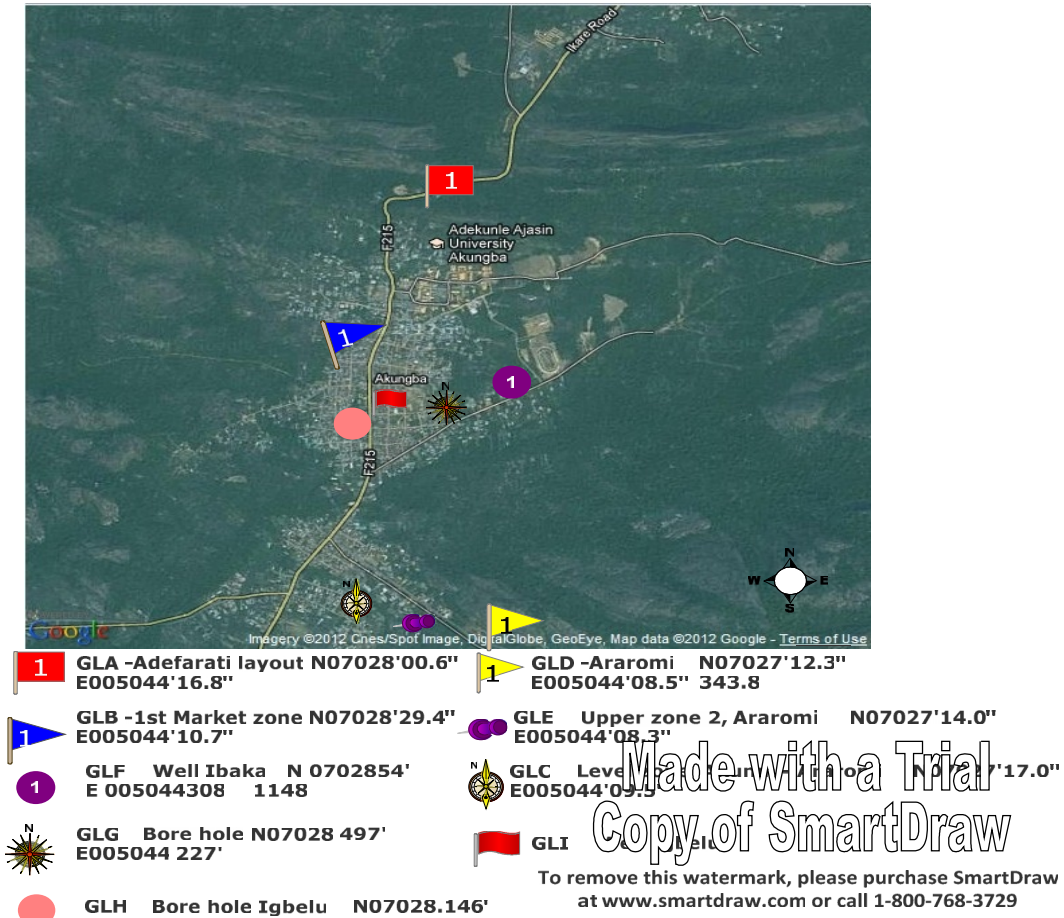 Ikare Road
1
F215
Adekunle Ajasin
University
Akungba
1
Akungba
N
1
F215
N
N
W E
S
1
Google
Imagery ©2012 Cnes/Spot Image, DigitalGlobe, GeoEye, Map data ©2012 Google - Terms of Use
1 GLA -Adefarati layout N07028'00.6"
E005044'16.8"
1 GLD -Araromi N07027'12.3"
E005044'08.5" 343.8
1 GLB -1st Market zone N07028'29.4"
E005044'10.7"
GLE Upper zone 2, Araromi N07027'14.0"
E005044'08.3"
1 GLF Well Ibaka N 0702854'
E 005044308 1148
N GLC N07027'17.0"
E005044'09.5"
N
GLG Bore hole N07028 497'
E005044 227'
GLI
GLH Bore hole Igbelu N07028.146'
Made with a Trial
Copy of SmartDraw
To remove this watermark, please purchase SmartDraw
at www.smartdraw.com or call 1-800-768-3729